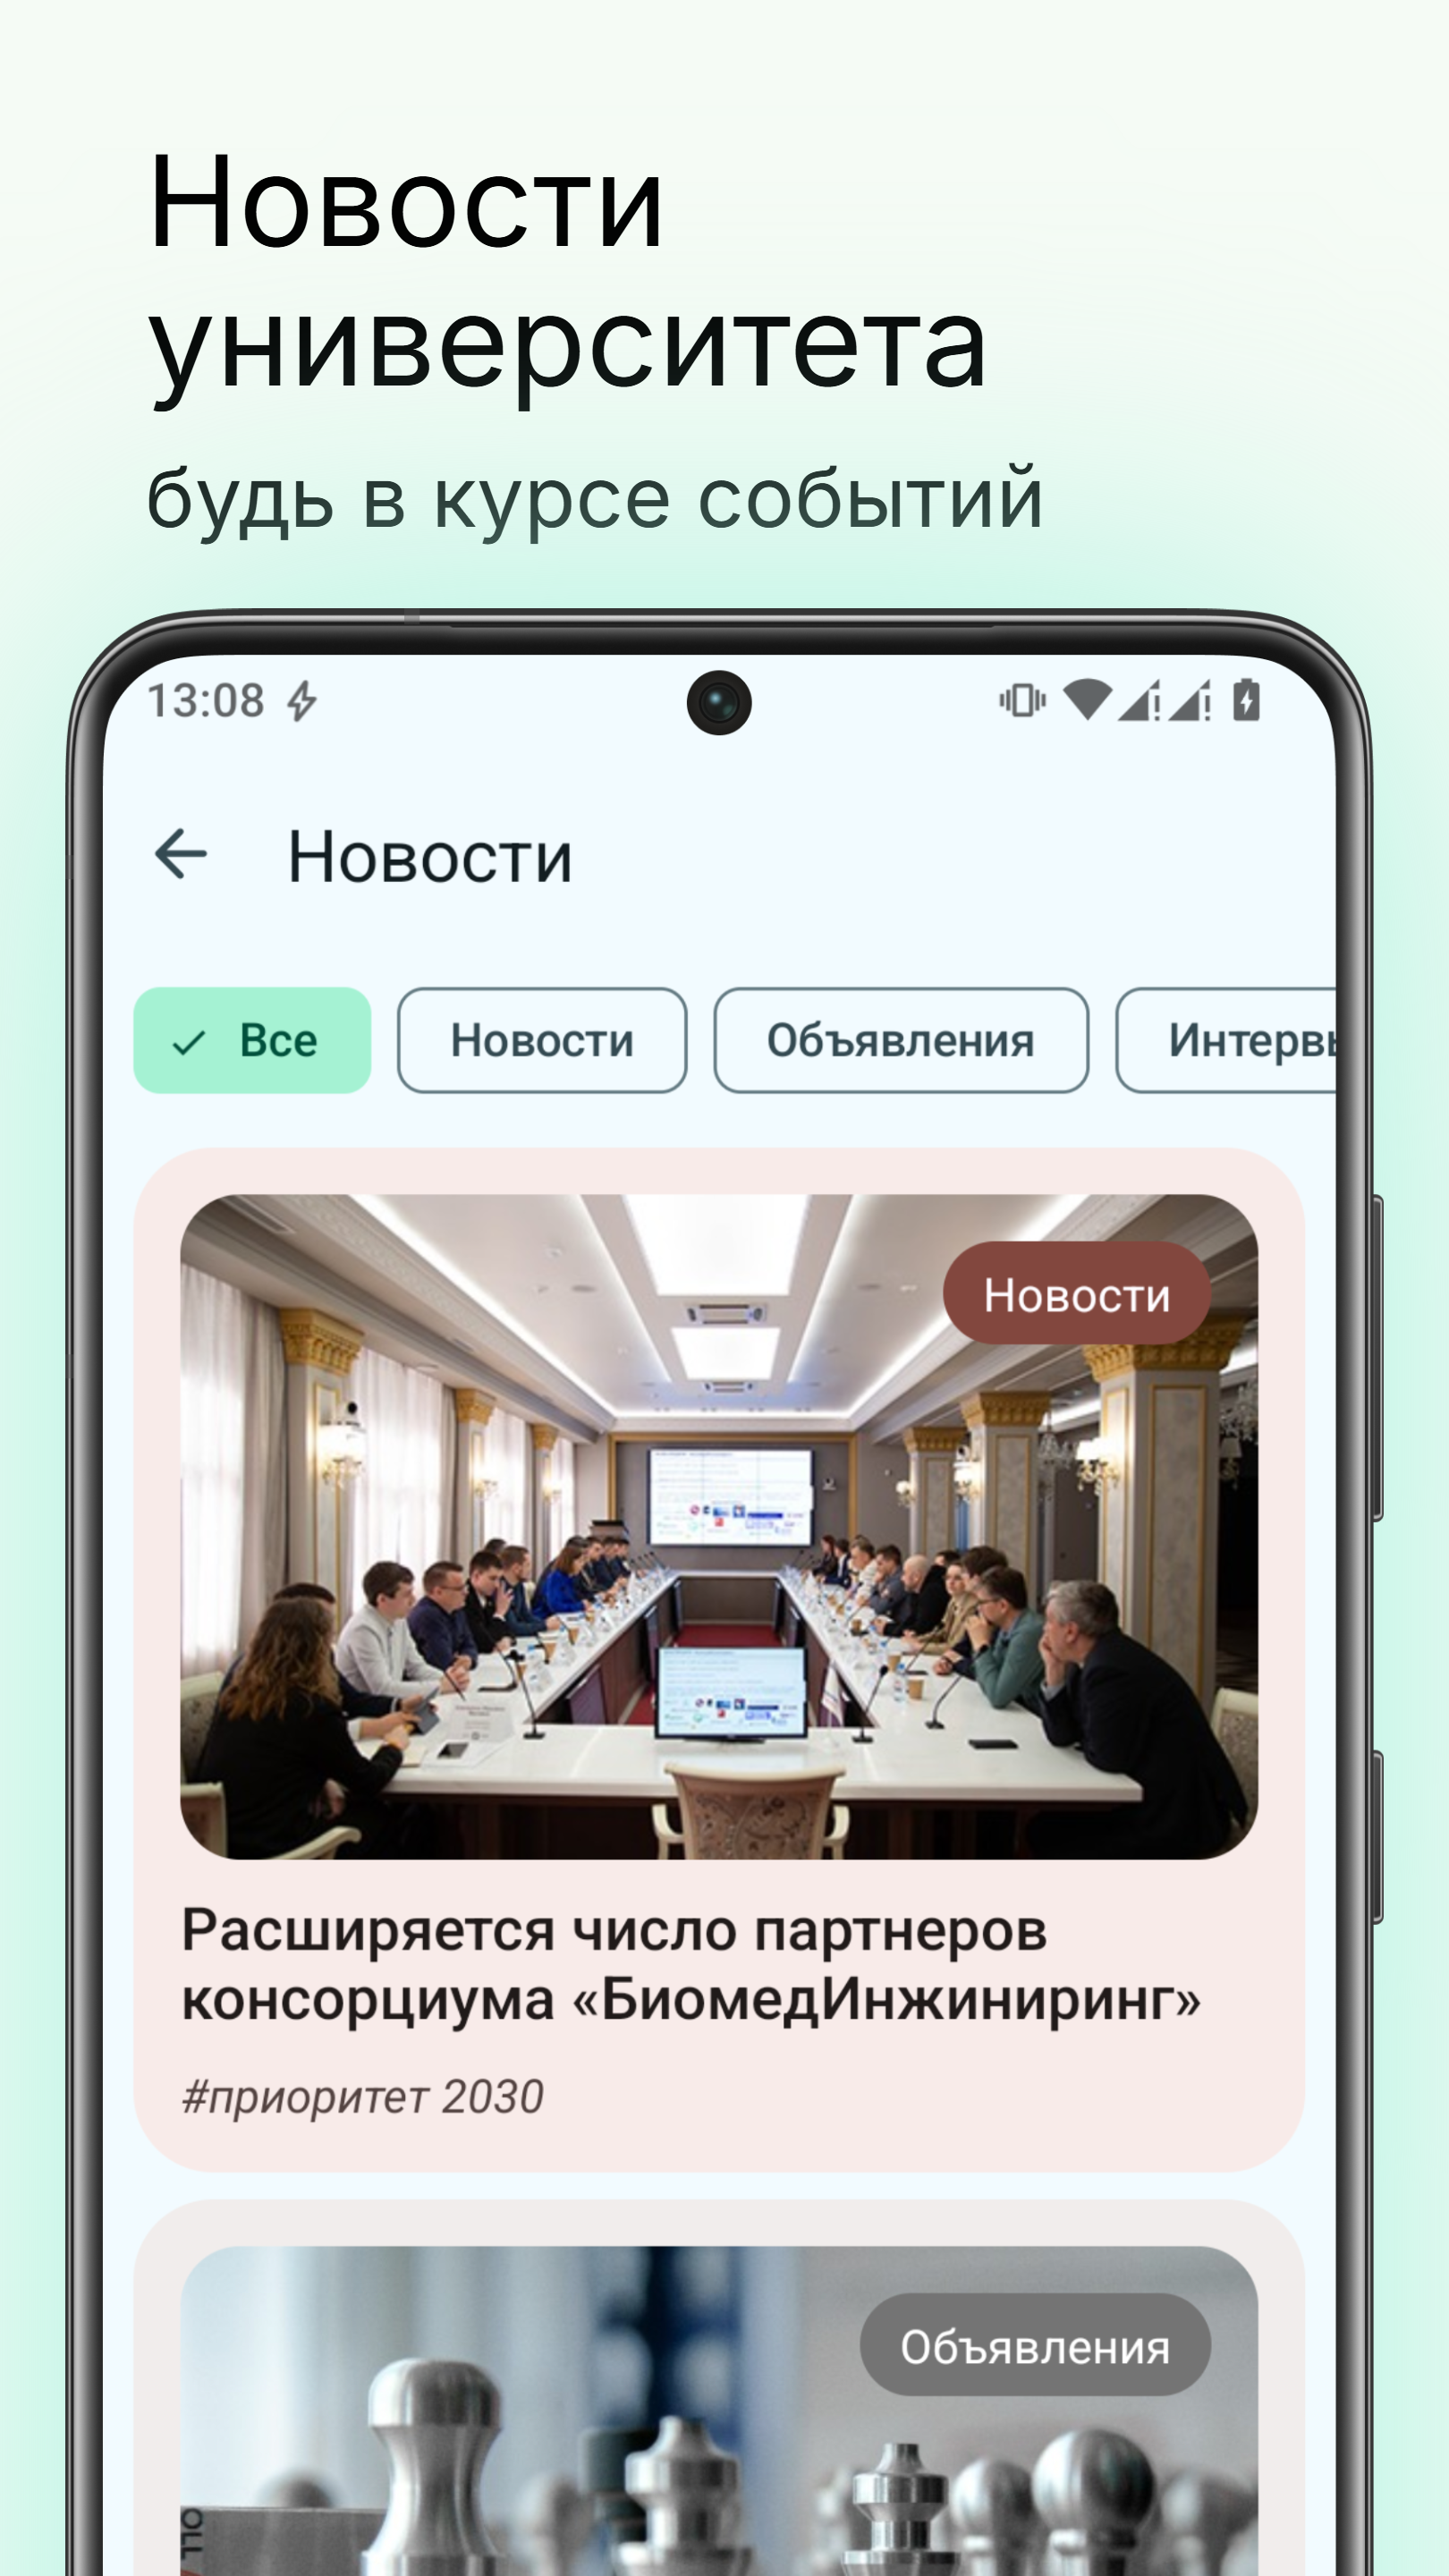 Новости
университета
будь в курсе событий
13:08
Новости
Все
Новости
Объявления
Интервь
Новости
Расширяется число партнеров
консорциума «БиомедИнжиниринг»
#приоритет 2030
Объявления